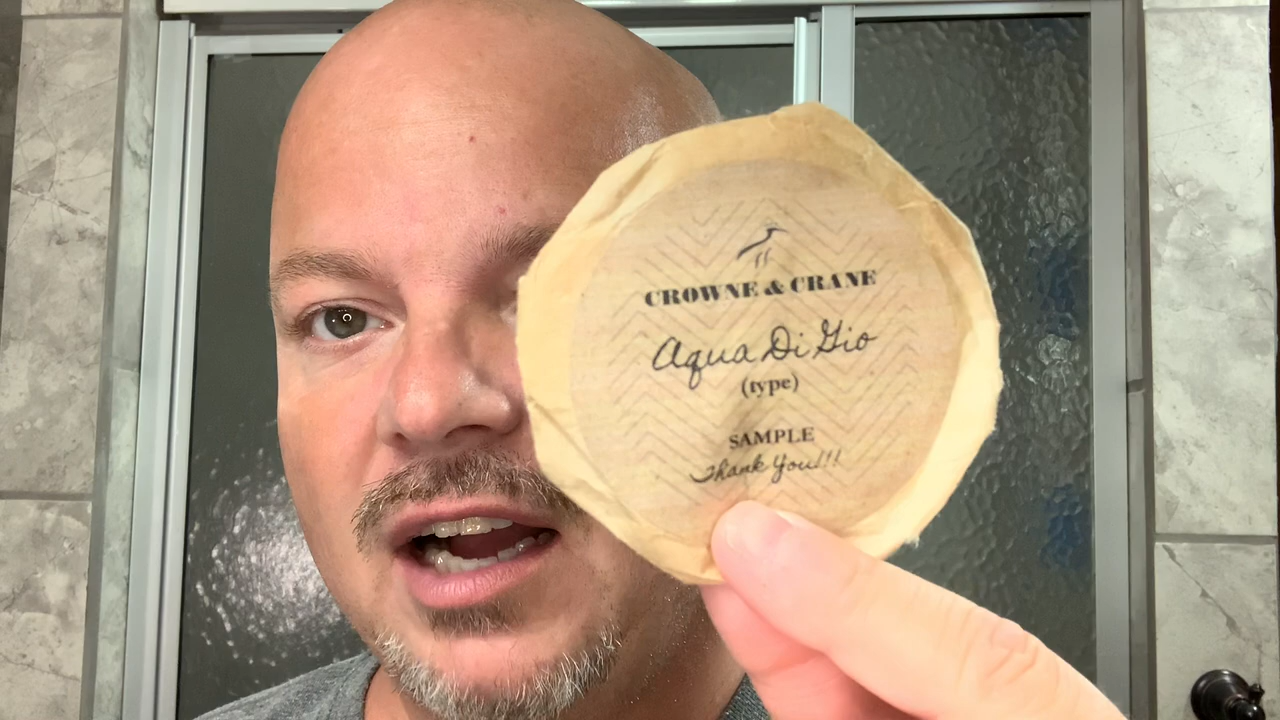 CROWNE & CRANE
Aqua Di Gio
(type)
SAMPLE
Thank You!!!